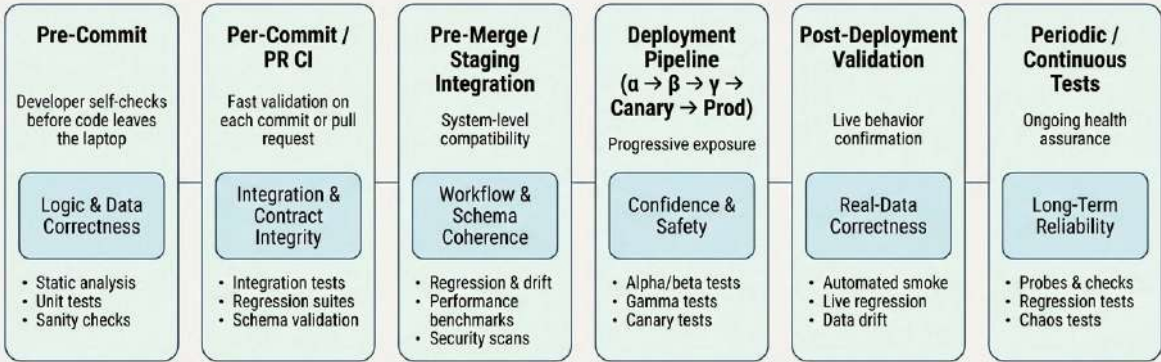 Pre-Commit
Developer self-checks
before code leaves
the laptop
Logic & Data
Correctness
• Static analysis
• Unit tests
• Sanity checks
Per-Commit /
PR CI
Fast validation on
each commit or pull
request
Integration &
Contract
Integrity
• Integration tests
• Regression suites
• Schema validation
Pre-Merge /
Staging
Integration
System-level
compatibility
Workflow &
Schema
Coherence
• Regression & drift
• Performance
benchmarks
• Security scans
Deployment
Pipeline
(α → β → γ →
Canary → Prod)
Progressive exposure
Confidence &
Safety
• Alpha/beta tests
• Gamma tests
• Canary tests
Post-Deployment
Validation
Live behavior
confirmation
Real-Data
Correctness
• Automated smoke
• Live regression
• Data drift
Periodic /
Continuous
Tests
Ongoing health
assurance
Long-Term
Reliability
• Probes & checks
• Regression tests
• Chaos tests